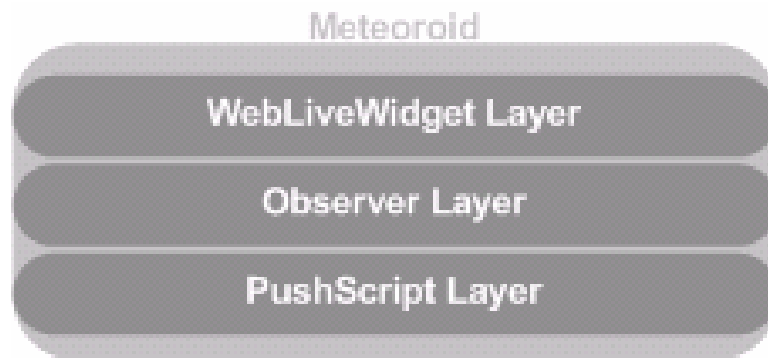 Meteoroid
WebLiveWidget Layer
Observer Layer
PushScript Layer